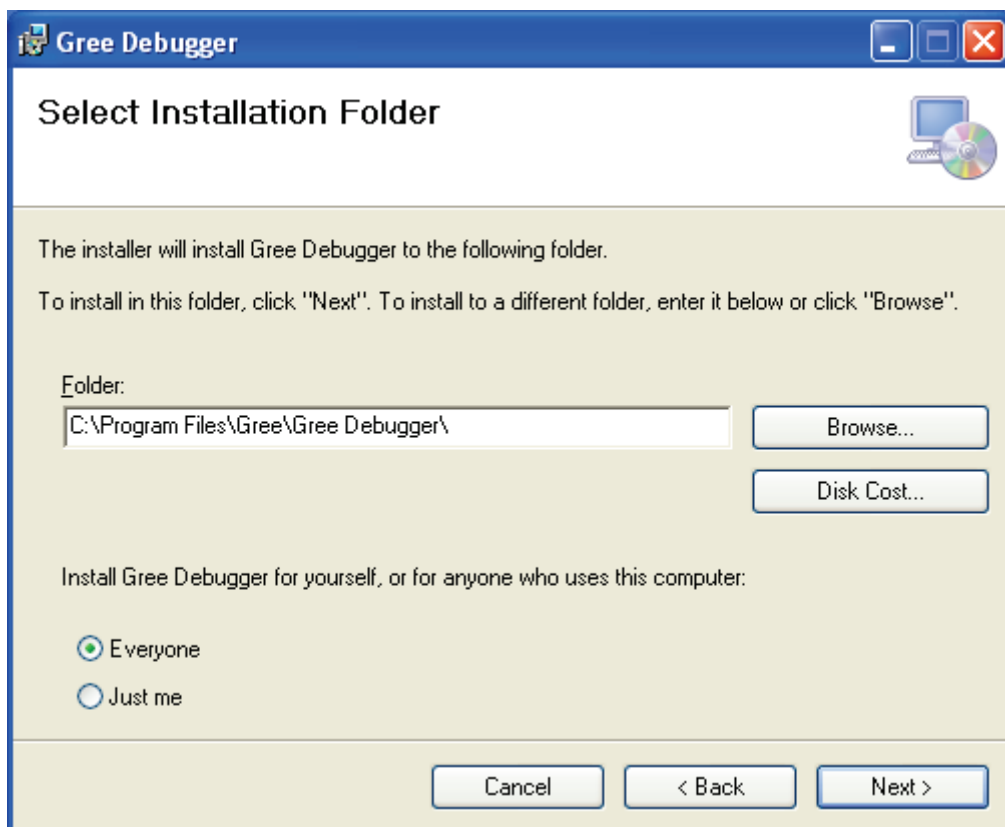 Gree Debugger
Select Installation Folder
The installer will install Gree Debugger to the following folder.
To install in this folder, click "Next". To install to a different folder, enter it below or click "Browse".
Folder:
C:\Program Files\Gree\Gree Debugger\
Browse...
Disk Cost...
Install Gree Debugger for yourself, or for anyone who uses this computer:
Everyone
Just me
Cancel
< Back
Next >